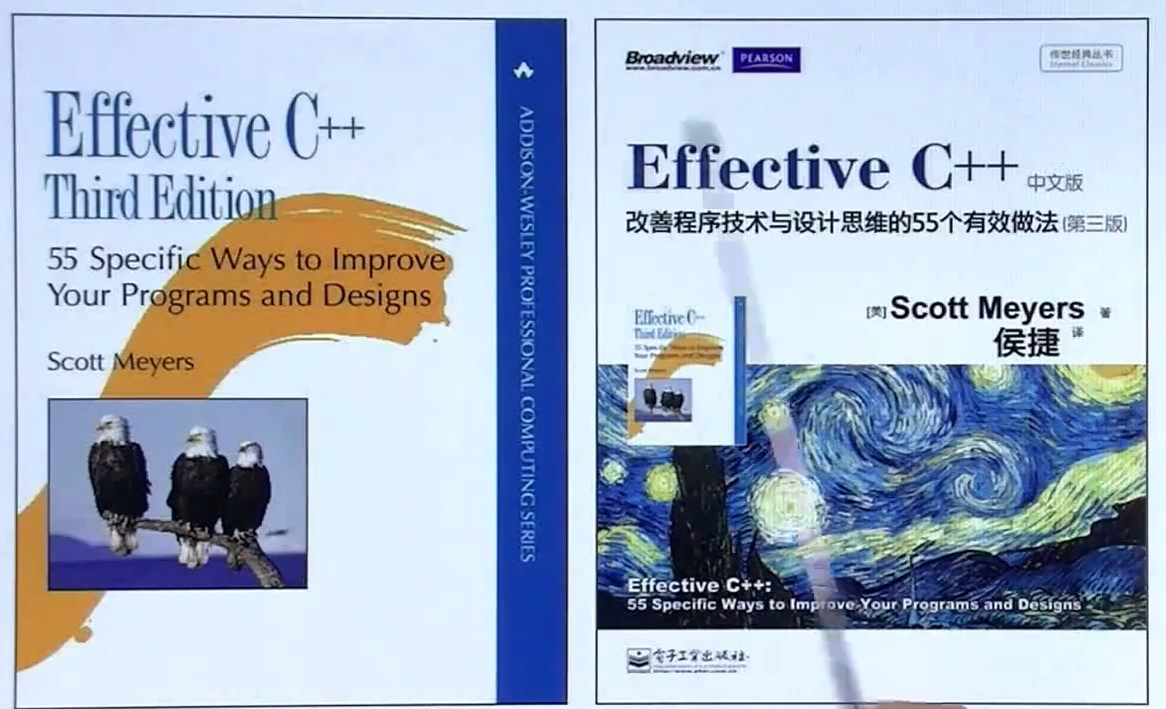 Effective C++
Third Edition
55 Specific Ways to Improve
Your Programs and Designs
Scott Meyers
ADDISON-WESLEY PROFESSIONAL COMPUTING SERIES
Broadview
www.broadview.com.cn
PEARSON
传世经典丛书
Eternal Classics
Effective C++ 中文版
改善程序技术与设计思维的55个有效做法(第三版)
[美]Scott Meyers 著
侯捷 译
Effective C++
Third Edition
55 Specific Ways to Improve
Your Programs and Designs
Scott Meyers
Effective C++:
55 Specific Ways to Improve Your Programs and Designs
电子工业出版社